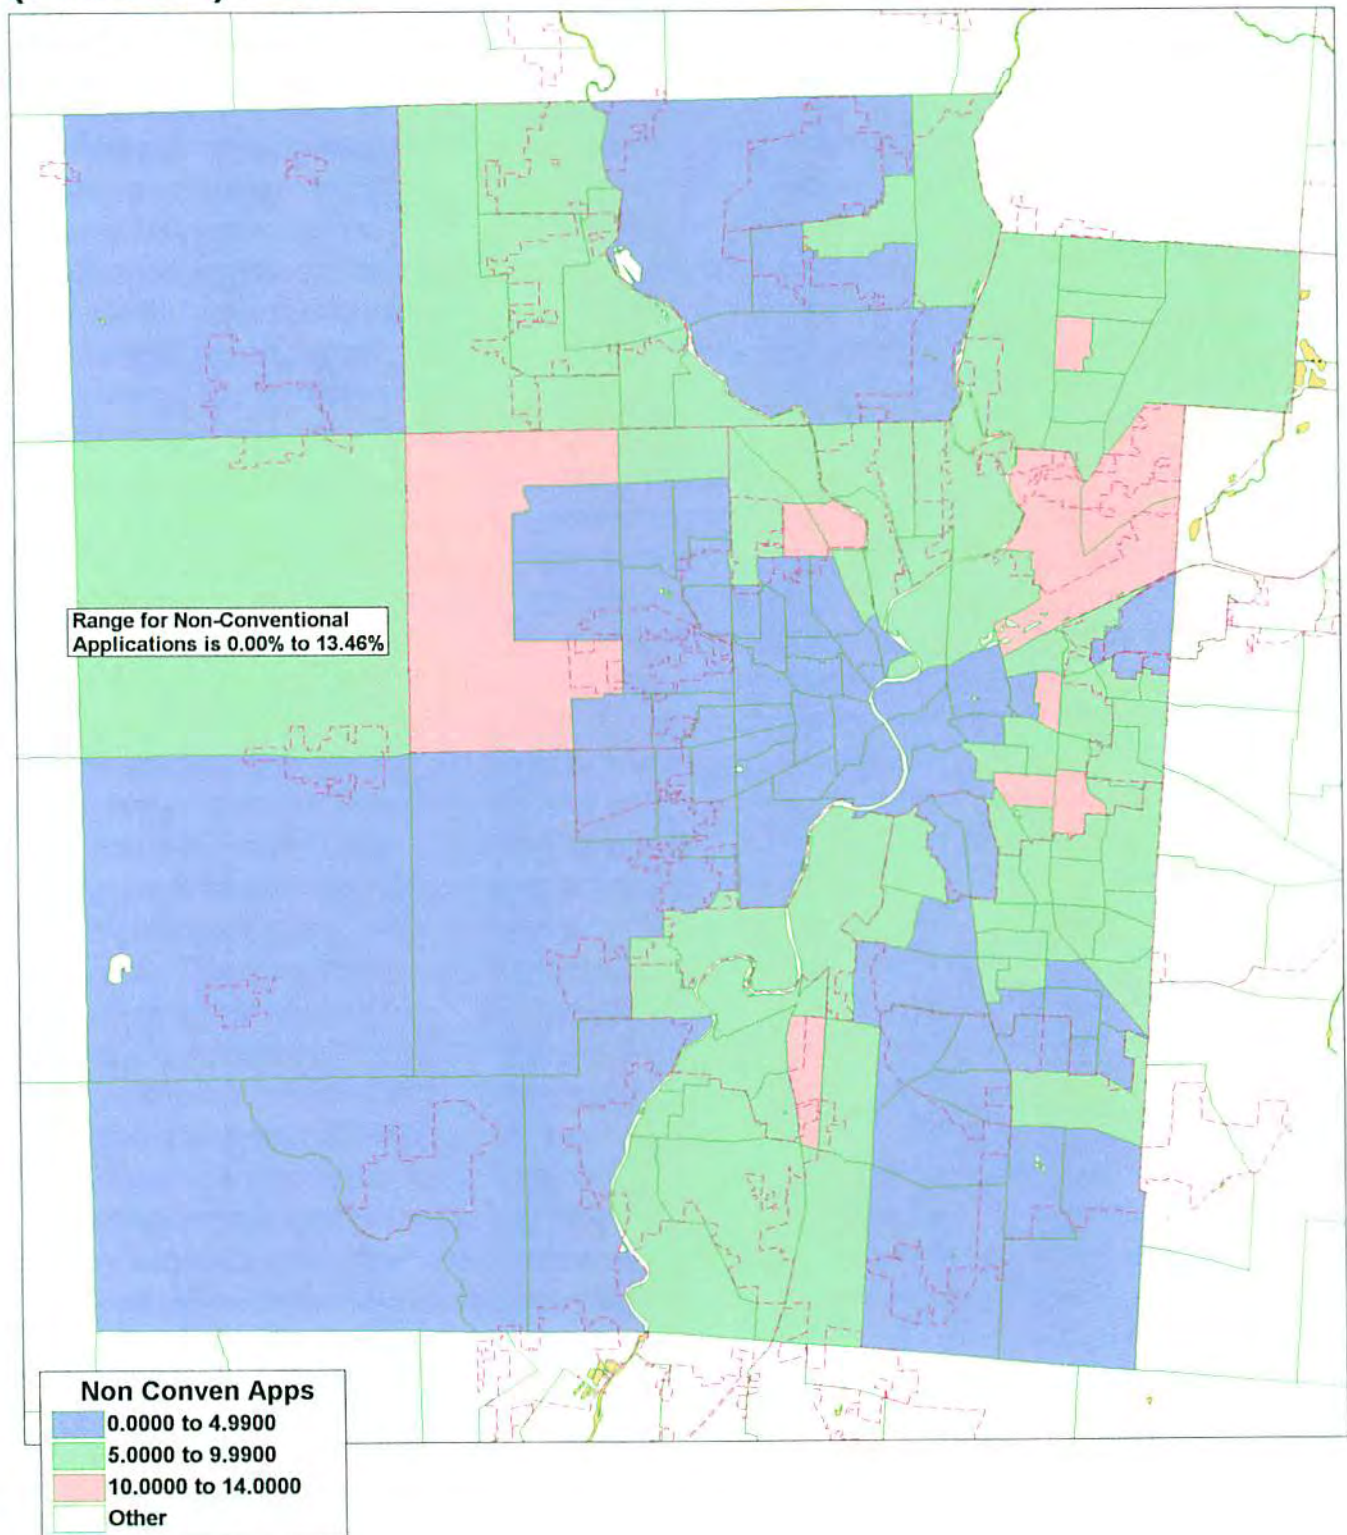 Range for Non-Conventional
Applications is 0.00% to 13.46%
Non Conven Apps
0.0000 to 4.9900
5.0000 to 9.9900
10.0000 to 14.0000
Other